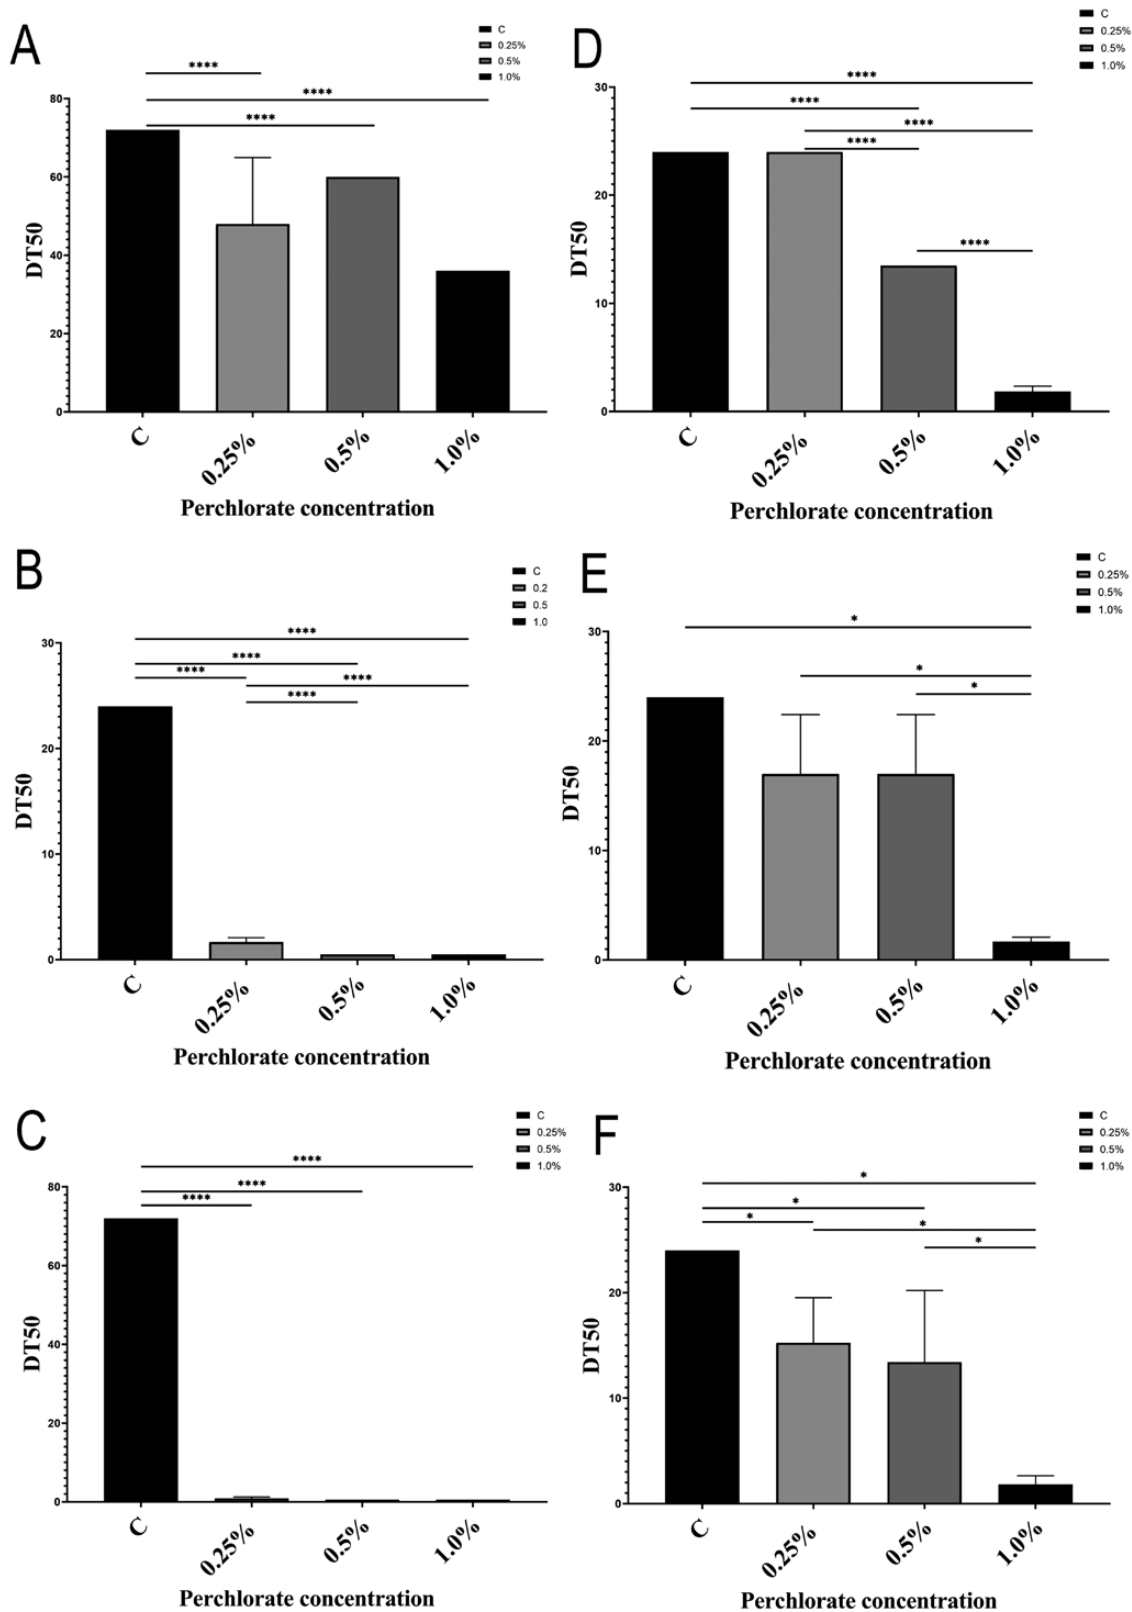 A
C
0.25%
0.5%
1.0%
****
****
****
80
60
40
20
0
DT50
C
0.25%
0.5%
1.0%
Perchlorate concentration
D
C
0.25%
0.5%
1.0%
****
****
****
****
****
30
20
10
0
DT50
C
0.25%
0.5%
1.0%
Perchlorate concentration
B
C
0.2
0.5
1.0
****
****
****
****
****
30
20
10
0
DT50
C
0.25%
0.5%
1.0%
Perchlorate concentration
E
C
0.25%
0.5%
1.0%
*
*
*
30
20
10
0
DT50
C
0.25%
0.5%
1.0%
Perchlorate concentration
C
C
0.25%
0.5%
1.0%
****
****
****
80
60
40
20
0
DT50
C
0.25%
0.5%
1.0%
Perchlorate concentration
F
C
0.25%
0.5%
1.0%
*
*
*
*
*
30
20
10
0
DT50
C
0.25%
0.5%
1.0%
Perchlorate concentration